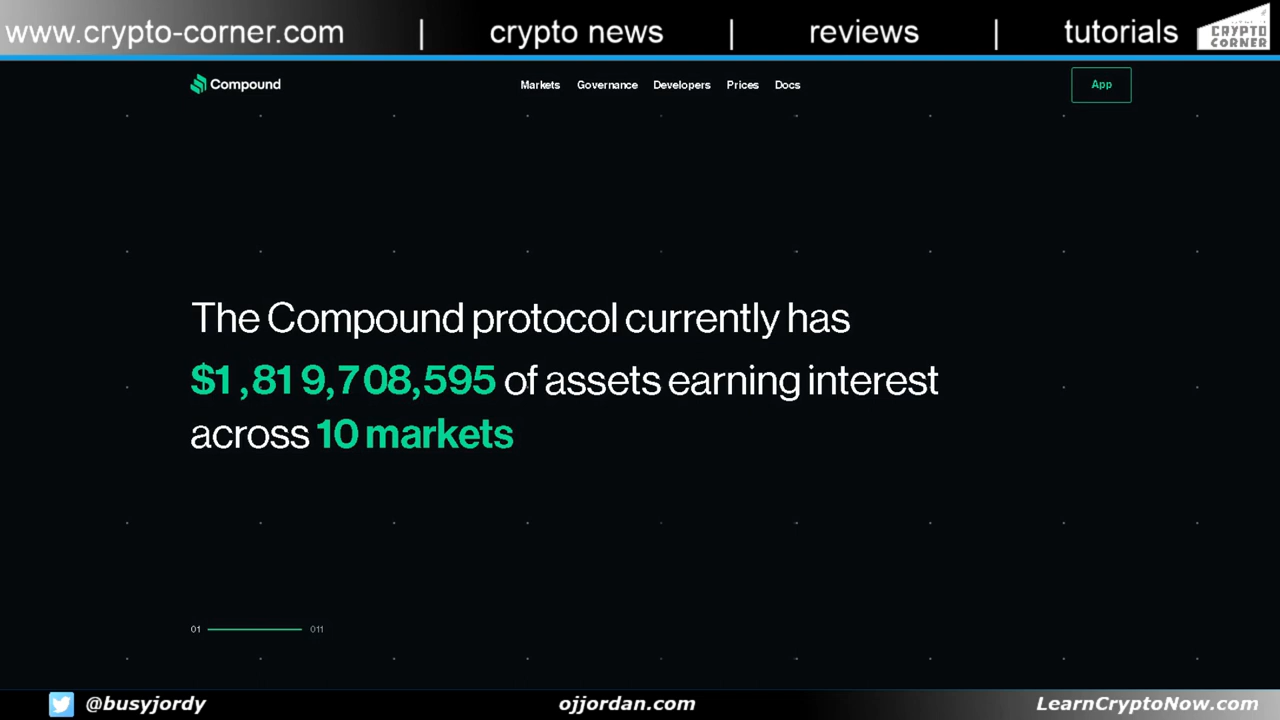 www.crypto-corner.com | crypto news | reviews | tutorials
CRYPTO
CORNER
Compound Markets Governance Developers Prices Docs App
The Compound protocol currently has
$1,819,708,595 of assets earning interest
across 10 markets
01 011
@busyjordy ojjordan.com LearnCryptoNow.com